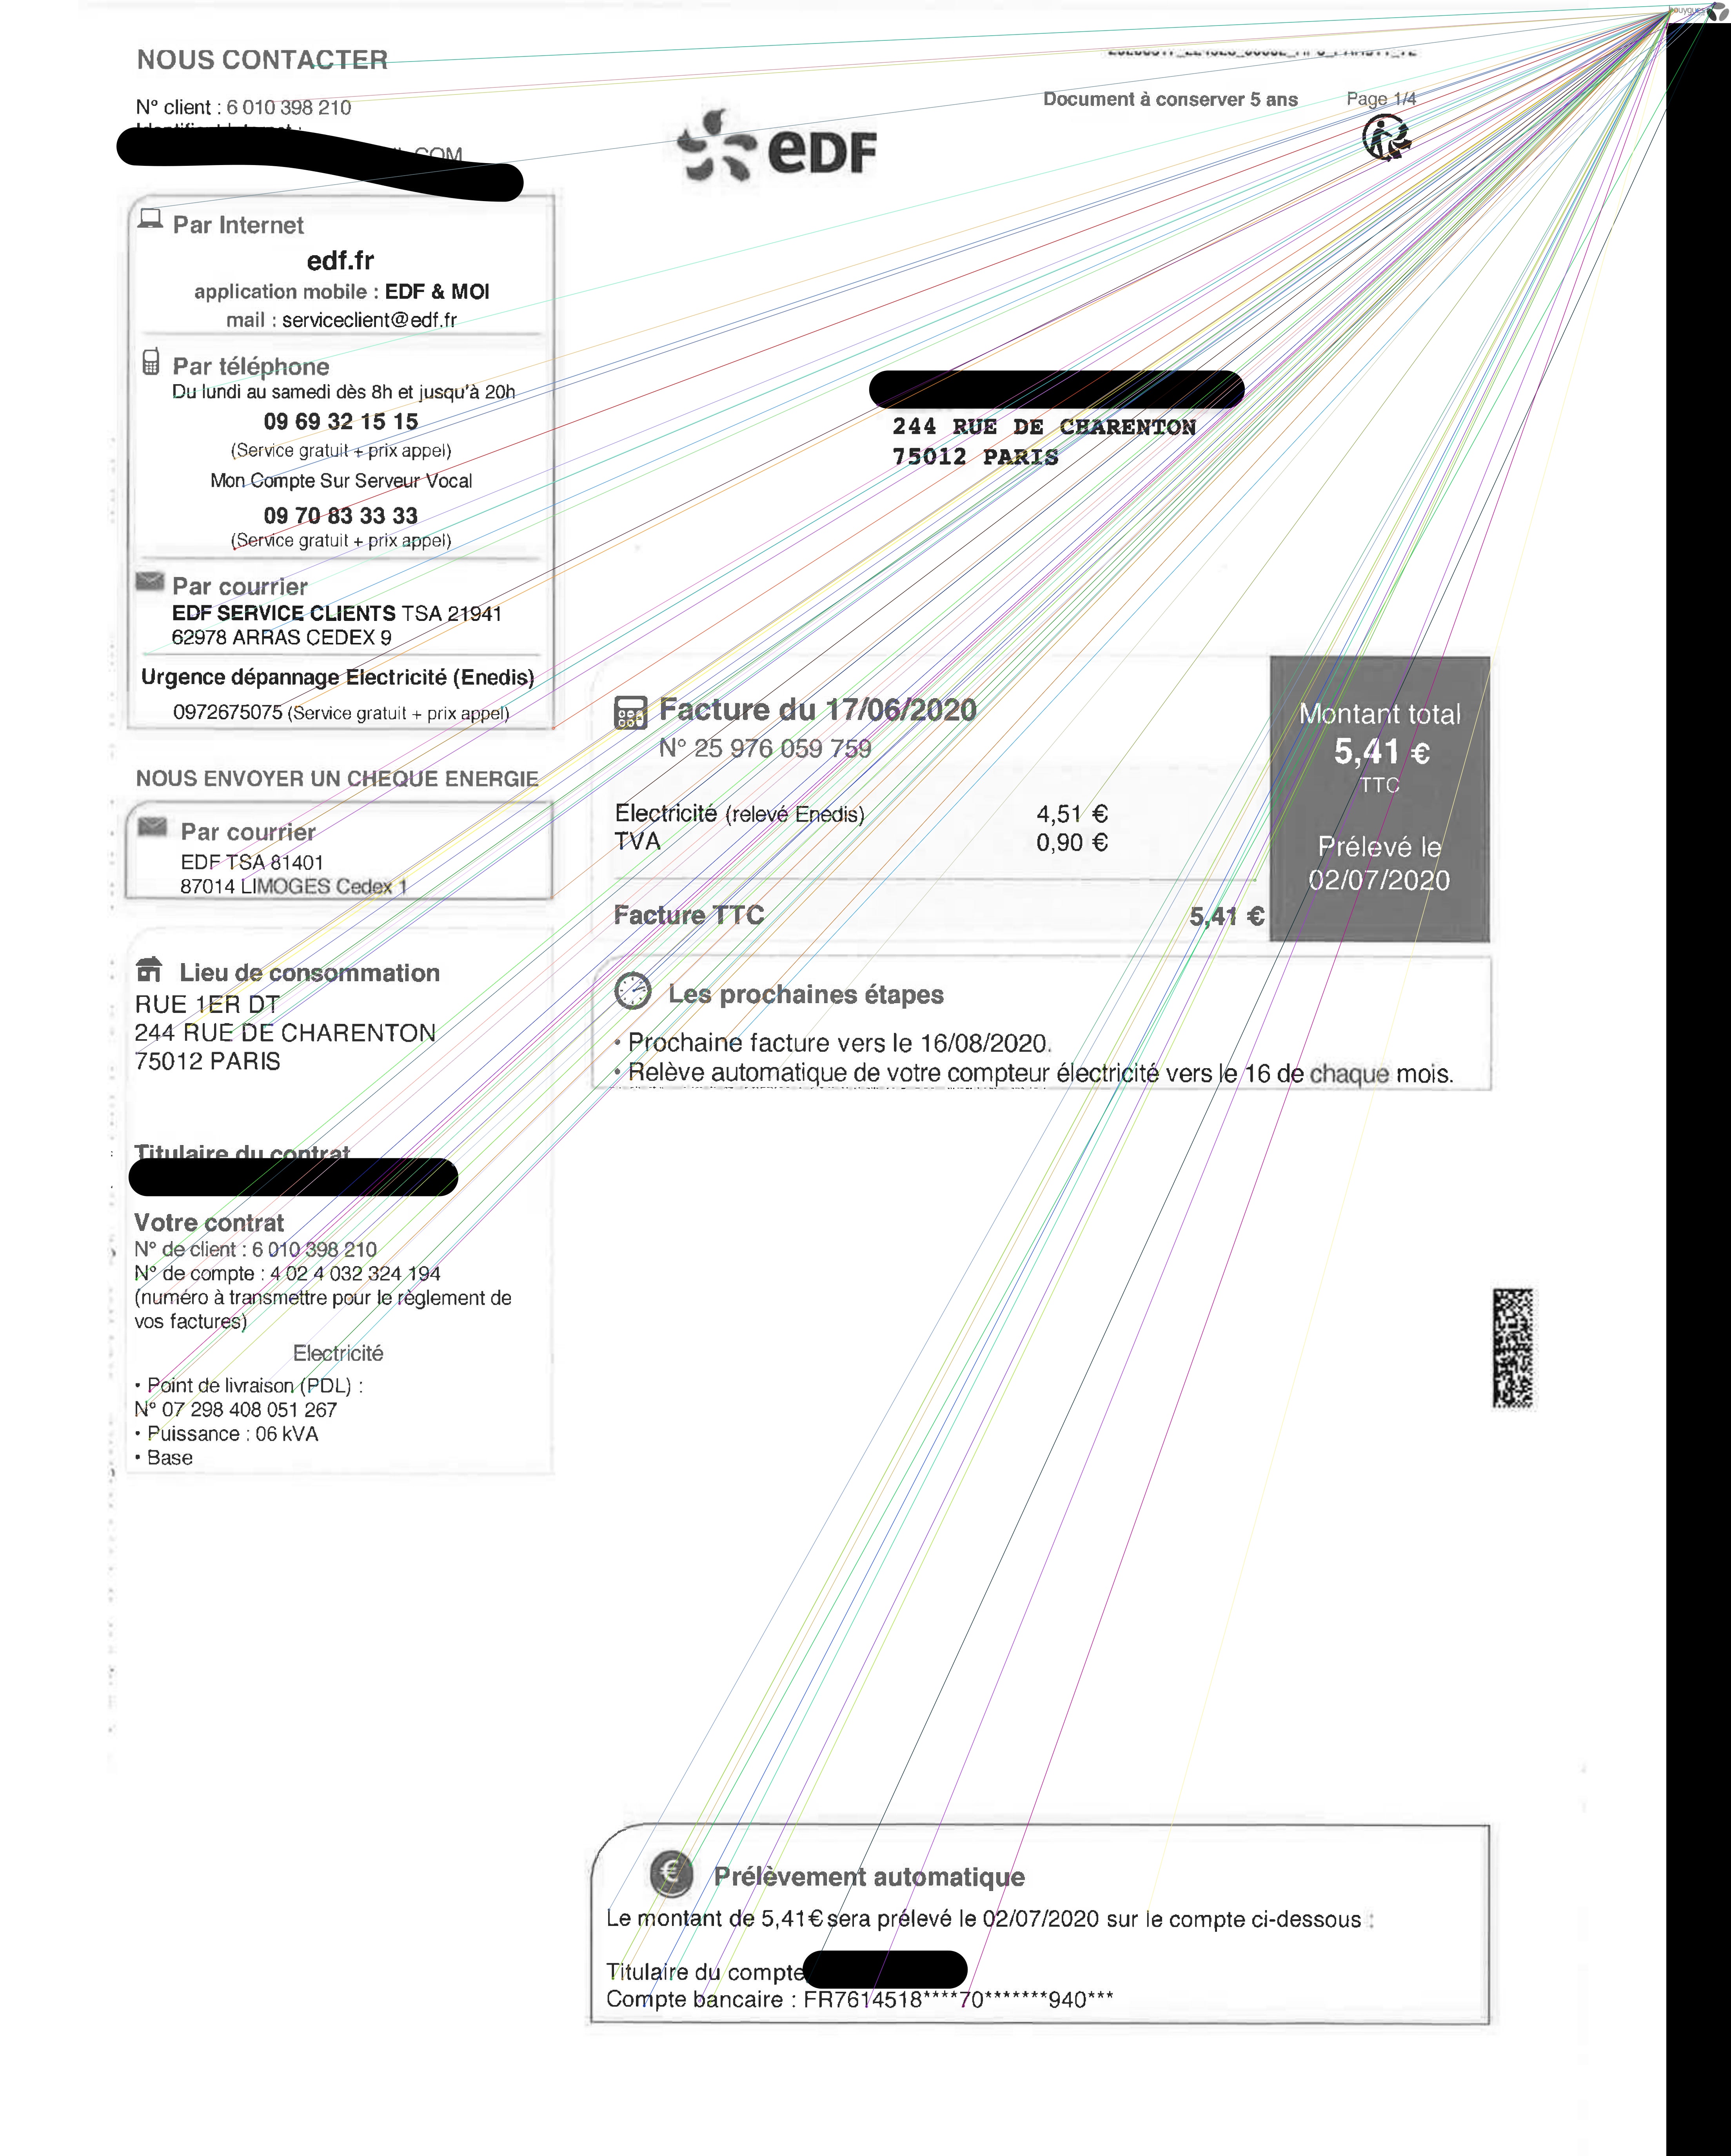 NOUS CONTACTER
N° client : 6 010 398 210
.COM
Par Internet
edf.fr
application mobile : EDF & MOI
mail : serviceclient@edf.fr
Par téléphone
Du lundi au samedi dès 8h et jusqu'à 20h
09 69 32 15 15
(Service gratuit + prix appel)
Mon Compte Sur Serveur Vocal
09 70 83 33 33
(Service gratuit + prix appel)
Par courrier
EDF SERVICE CLIENTS TSA 21941
62978 ARRAS CEDEX 9
Urgence dépannage Electricité (Enedis)
0972675075 (Service gratuit + prix appel)
NOUS ENVOYER UN CHEQUE ENERGIE
Par courrier
EDF TSA 81401
87014 LIMOGES Cedex 1
Lieu de consommation
RUE 1ER DT
244 RUE DE CHARENTON
75012 PARIS
Titulaire du contrat
Votre contrat
N° de client : 6 010 398 210
N° de compte : 4 02 4 032 324 194
(numéro à transmettre pour le règlement de
vos factures)
Electricité
• Point de livraison (PDL) :
N° 07 298 408 051 267
• Puissance : 06 kVA
• Base
eDF
Document à conserver 5 ans Page 1/4
bouygues
244 RUE DE CHARENTON
75012 PARIS
Facture du 17/06/2020
N° 25 976 059 759
Electricité (relevé Enedis) 4,51 €
TVA 0,90 €
Facture TTC 5,41 €
Montant total
5,41 €
TTC
Prélevé le
02/07/2020
Les prochaines étapes
• Prochaine facture vers le 16/08/2020.
• Relève automatique de votre compteur électricité vers le 16 de chaque mois.
Prélèvement automatique
Le montant de 5,41€ sera prélevé le 02/07/2020 sur le compte ci-dessous :
Titulaire du compte
Compte bancaire : FR7614518****70*******940***